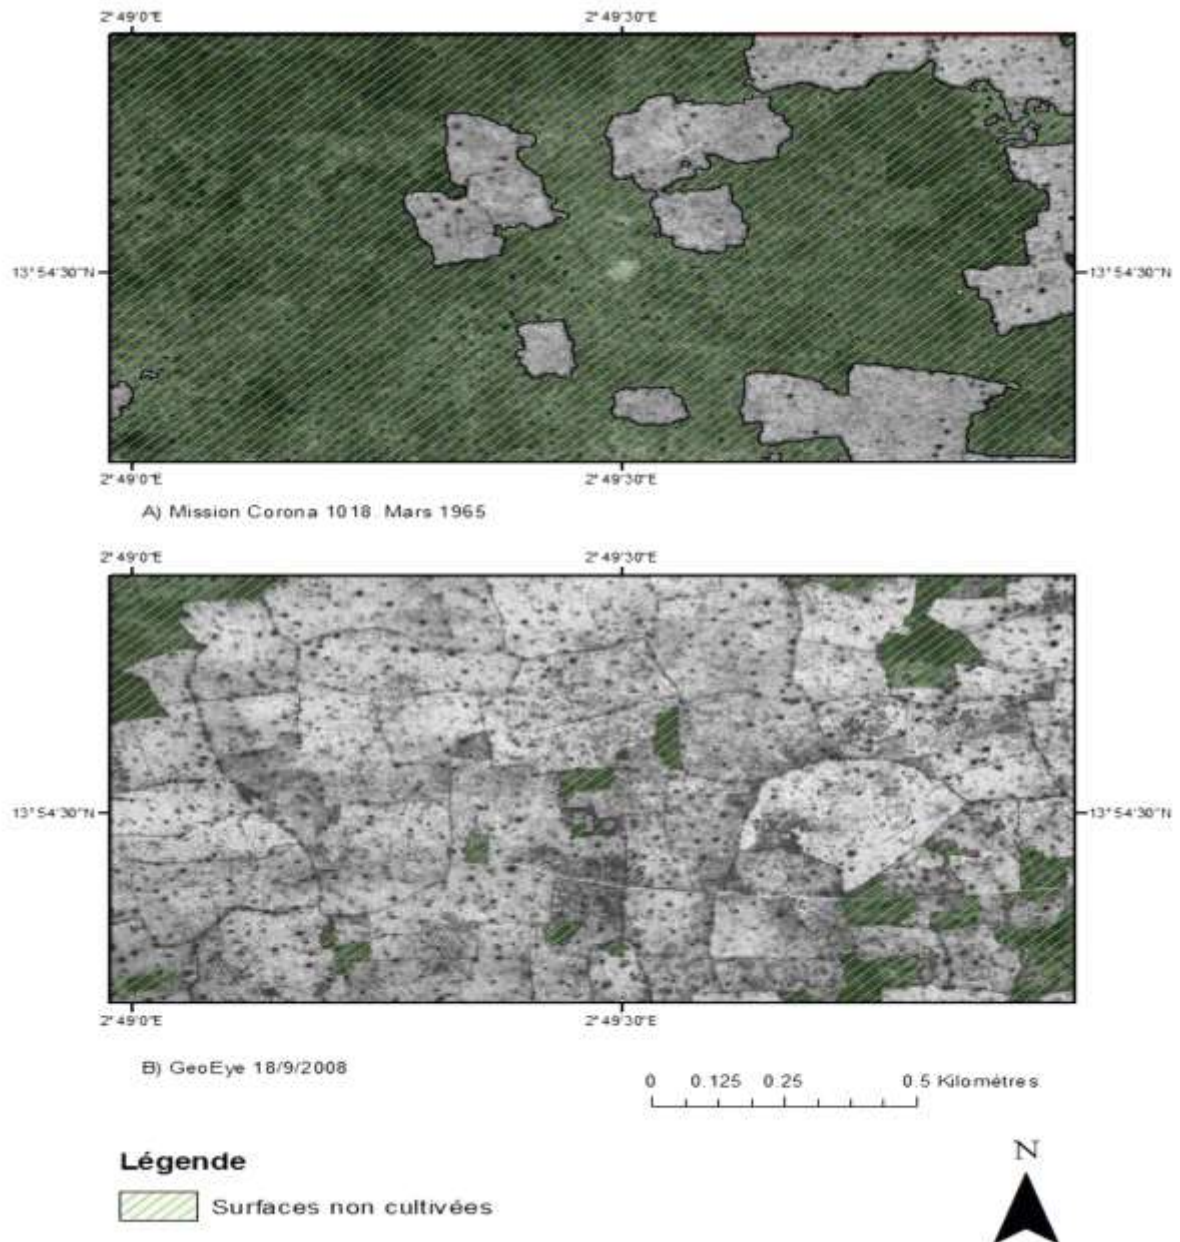 2°49'0"E 2°49'30"E
13°54'30"N 13°54'30"N
2°49'0"E 2°49'30"E
A) Mission Corona 1018 Mars 1965
2°49'0"E 2°49'30"E
13°54'30"N 13°54'30"N
2°49'0"E 2°49'30"E
B) GeoEye 18/9/2008
0 0.125 0.25 0.5 Kilométres
N
Légende
Surfaces non cultivées